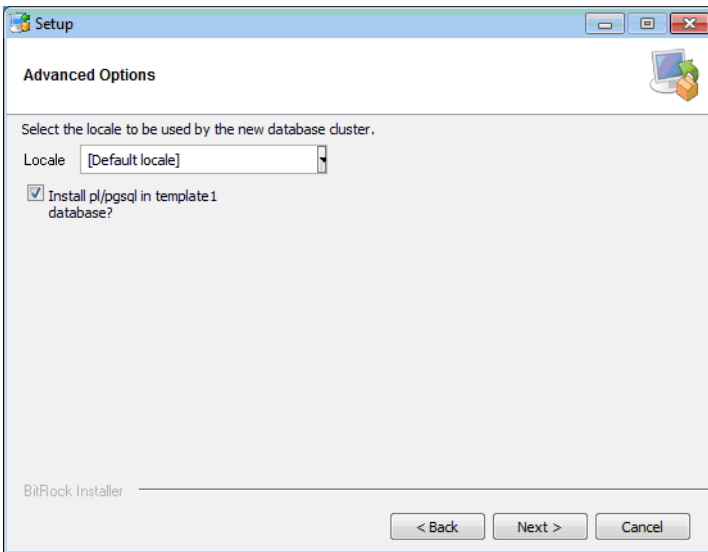 Setup
Advanced Options
Select the locale to be used by the new database cluster.
Locale [Default locale]
Install pl/pgsql in template1
database?
BitRock Installer
< Back Next > Cancel